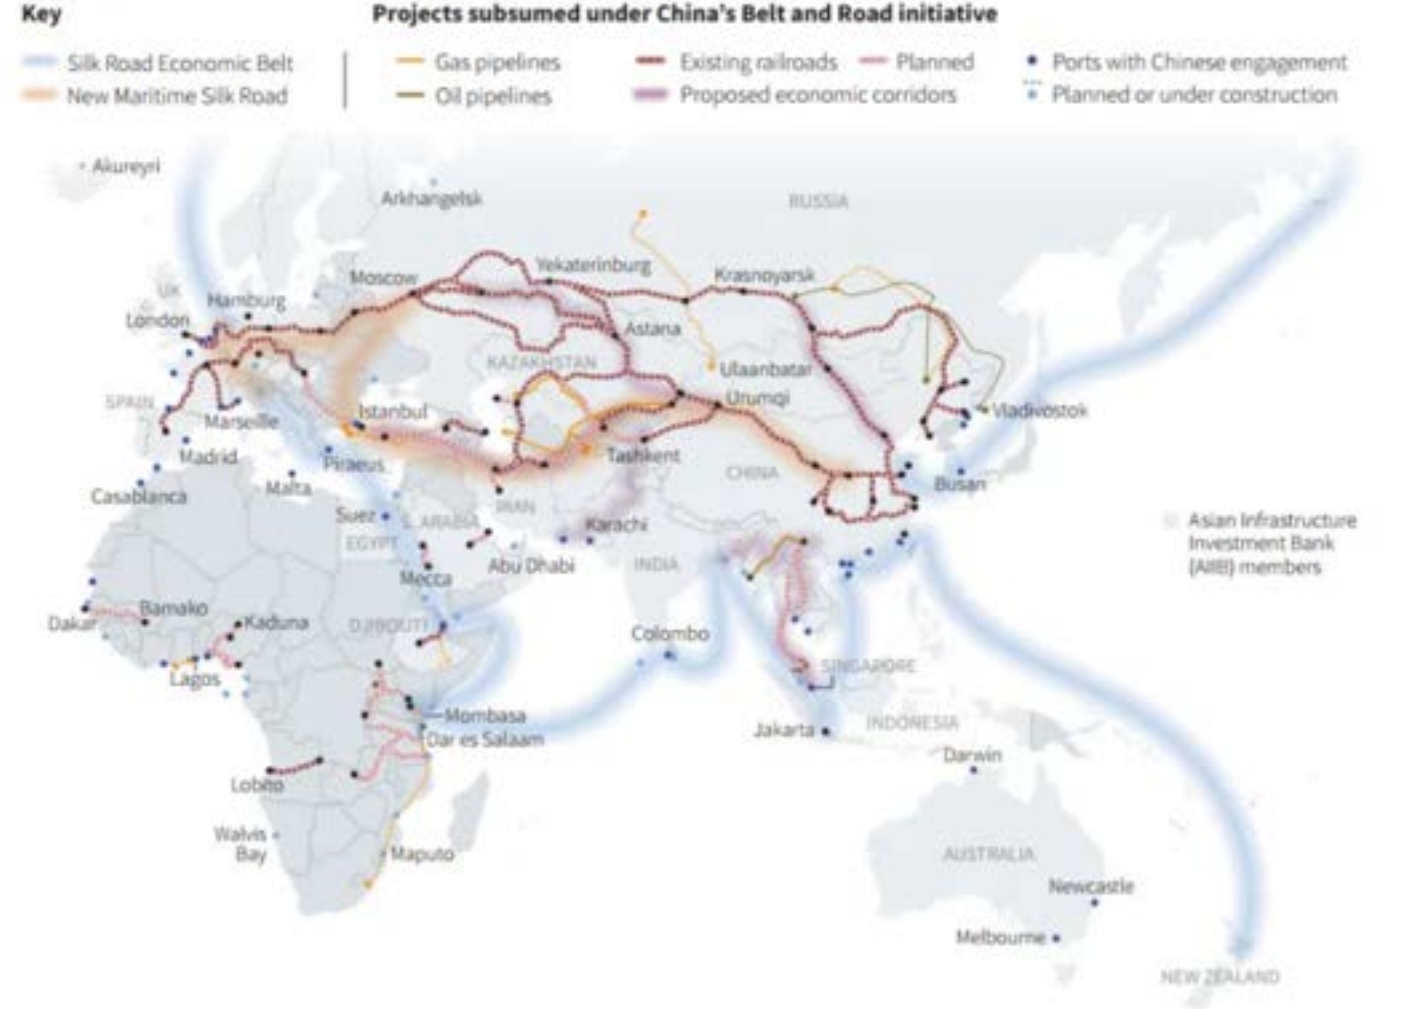 Key
Projects subsumed under China's Belt and Road initiative
Silk Road Economic Belt
New Maritime Silk Road
Gas pipelines
Oil pipelines
Existing railroads
Planned
Proposed economic corridors
Ports with Chinese engagement
Planned or under construction
Akureyri
Arkhangelsk
RUSSIA
Yekaterinburg
Krasnoyarsk
Moscow
UK
Hamburg
London
Astana
KAZAKHSTAN
Ulaanbatar
Urumqi
SPAIN
Istanbul
Vladivostok
Marseille
Madrid
Piraeus
Tashkent
CHINA
Busan
Casablanca
Malta
Suez
S. ARABIA
IRAN
Karachi
Asian Infrastructure
Investment Bank
(AIIB) members
EGYPT
Abu Dhabi
INDIA
Mecca
Bamako
Dakar
Kaduna
DJIBOUTI
Colombo
Lagos
SINGAPORE
Mombasa
Dar es Salaam
Jakarta
INDONESIA
Darwin
Lobito
Walvis
Bay
Maputo
AUSTRALIA
Newcastle
Melbourne
NEW ZEALAND